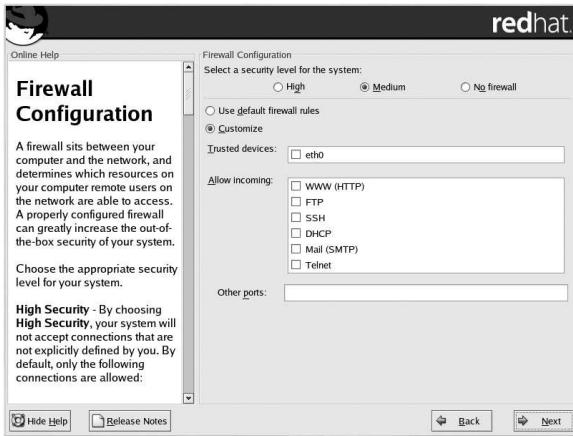 redhat.
Online Help
Firewall
Configuration
A firewall sits between your
computer and the network, and
determines which resources on
your computer remote users on
the network are able to access.
A properly configured firewall
can greatly increase the out-of-
the-box security of your system.
Choose the appropriate security
level for your system.
High Security - By choosing
High Security, your system will
not accept connections that are
not explicitly defined by you. By
default, only the following
connections are allowed:
Firewall Configuration
Select a security level for the system:
High
Medium
No firewall
Use default firewall rules
Customize
Trusted devices:
eth0
Allow incoming:
WWW (HTTP)
FTP
SSH
DHCP
Mail (SMTP)
Telnet
Other ports:
Hide Help
Release Notes
Back
Next